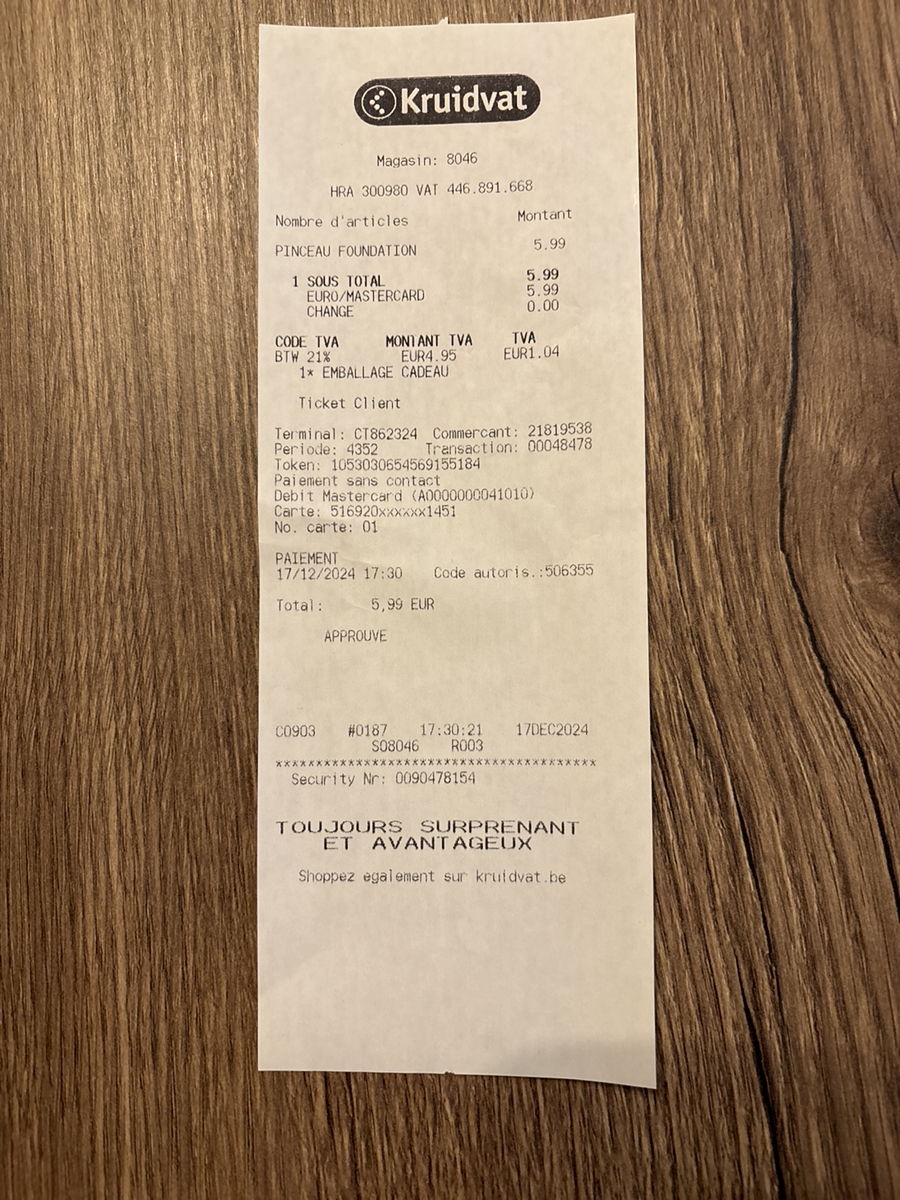 Kruidvat
Magasin: 8046
HRA 300980 VAT 446.891.668
Nombre d'articles Montant
PINCEAU FOUNDATION 5.99
1 SOUS TOTAL 5.99
EURO/MASTERCARD 5.99
CHANGE 0.00
CODE TVA MONTANT TVA TVA
BTW 21% EUR4.95 EUR1.04
1* EMBALLAGE CADEAU
Ticket Client
Terminal: CT862324 Commercant: 21819538
Periode: 4352 Transaction: 00048478
Token: 1053030654569155184
Paiement sans contact
Debit Mastercard (A0000000041010)
Carte: 516920xxxxxx1451
No. carte: 01
PAIEMENT
17/12/2024 17:30 Code autoris.:506355
Total: 5,99 EUR
APPROUVE
C0903 #0187 17:30:21 17DEC2024
S08046 R003
****************************************
Security Nr: 0090478154
TOUJOURS SURPRENANT
ET AVANTAGEUX
Shoppez egalement sur kruidvat.be